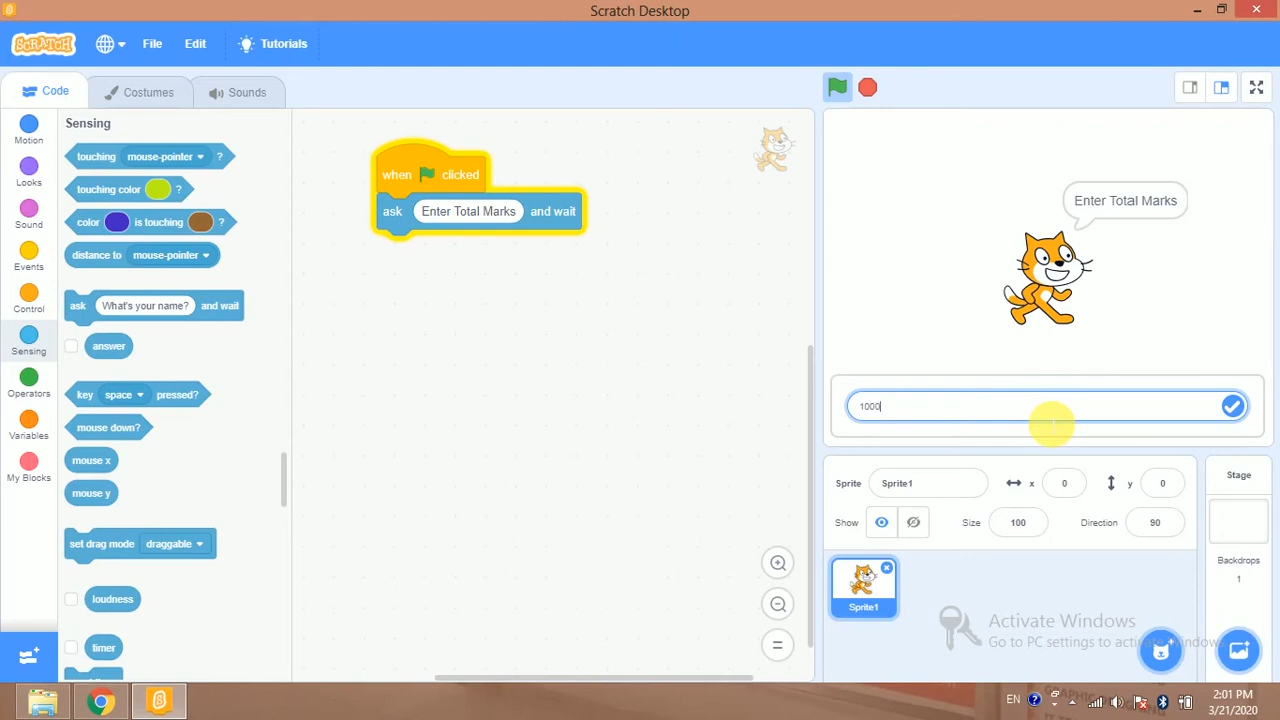 Scratch Desktop
SCRATCH
File
Edit
Tutorials
Code
Costumes
Sounds
Motion
Looks
Sound
Events
Control
Sensing
Operators
Variables
My Blocks
Sensing
touching mouse-pointer ?
touching color ?
color is touching ?
distance to mouse-pointer
ask What's your name? and wait
answer
key space pressed?
mouse down?
mouse x
mouse y
set drag mode draggable
loudness
timer
when clicked
ask Enter Total Marks and wait
Enter Total Marks
1000
Sprite Sprite1 x 0 y 0
Show Size 100 Direction 90
Sprite1
Stage
Backdrops
1
Activate Windows
Go to PC settings to activate Windows.
EN
2:01 PM
3/21/2020